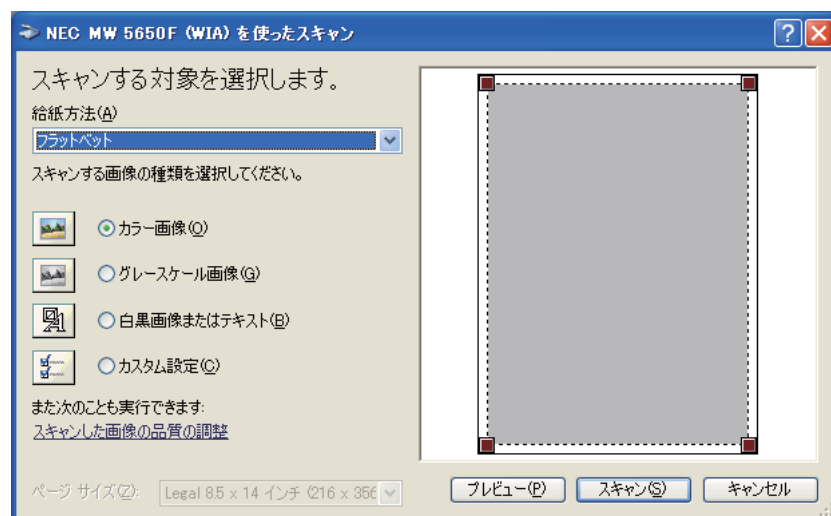 NEC MW 5650F (WIA) を使ったスキャン
スキャンする対象を選択します。
給紙方法(A)
フラットベット
スキャンする画像の種類を選択してください。
カラー画像(O)
グレースケール画像(G)
白黒画像またはテキスト(B)
カスタム設定(C)
また次のことも実行できます:
スキャンした画像の品質の調整
ページ サイズ(Z):
Legal 8.5 x 14 インチ (216 x 356
プレビュー(P)
スキャン(S)
キャンセル